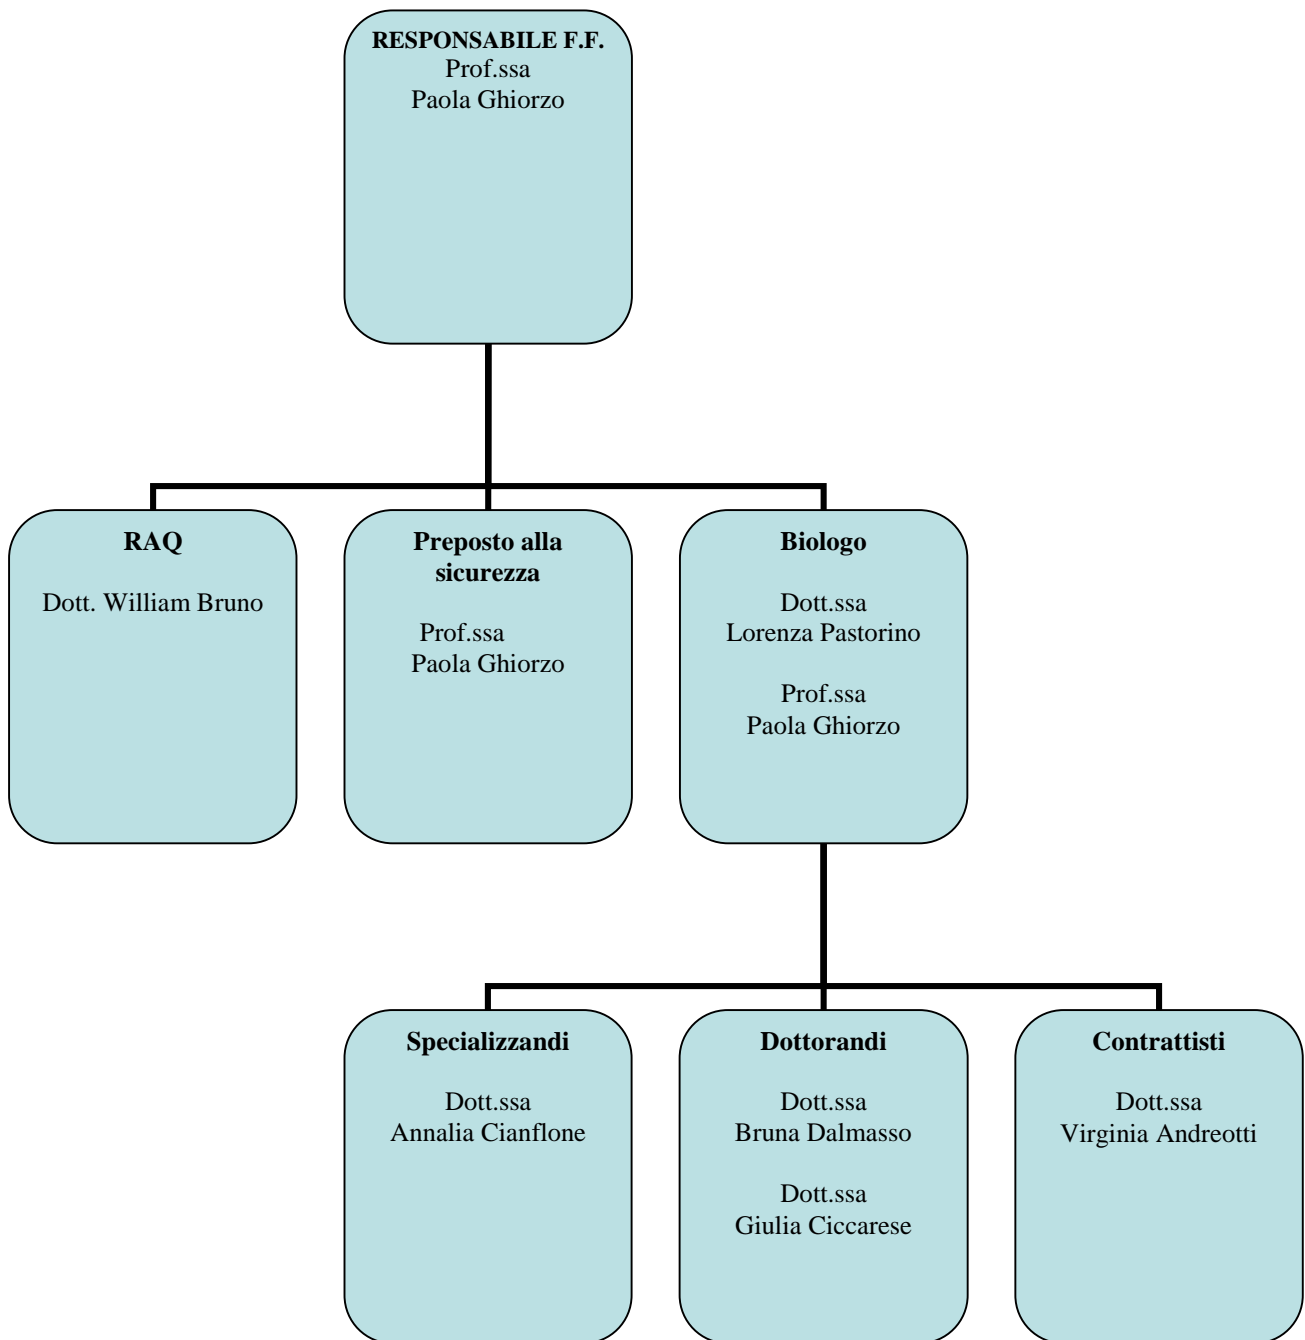 RESPONSABILE F.F.
Prof.ssa
Paola Ghiorzo
RAQ
Dott. William Bruno
Preposto alla
sicurezza
Prof.ssa
Paola Ghiorzo
Biologo
Dott.ssa
Lorenza Pastorino
Prof.ssa
Paola Ghiorzo
Specializzandi
Dott.ssa
Annalia Cianflone
Dottorandi
Dott.ssa
Bruna Dalmasso
Dott.ssa
Giulia Ciccarese
Contrattisti
Dott.ssa
Virginia Andreotti